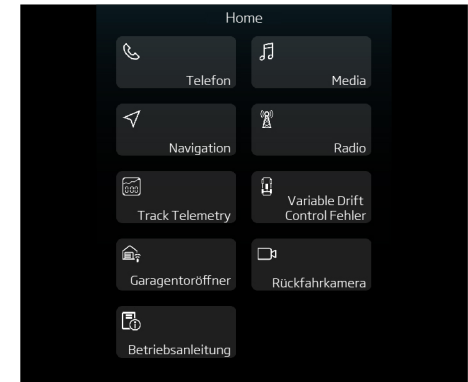 Home
Telefon
Media
Navigation
Radio
Track Telemetry
Variable Drift
Control Fehler
Garagentoröffner
Rückfahrkamera
Betriebsanleitung